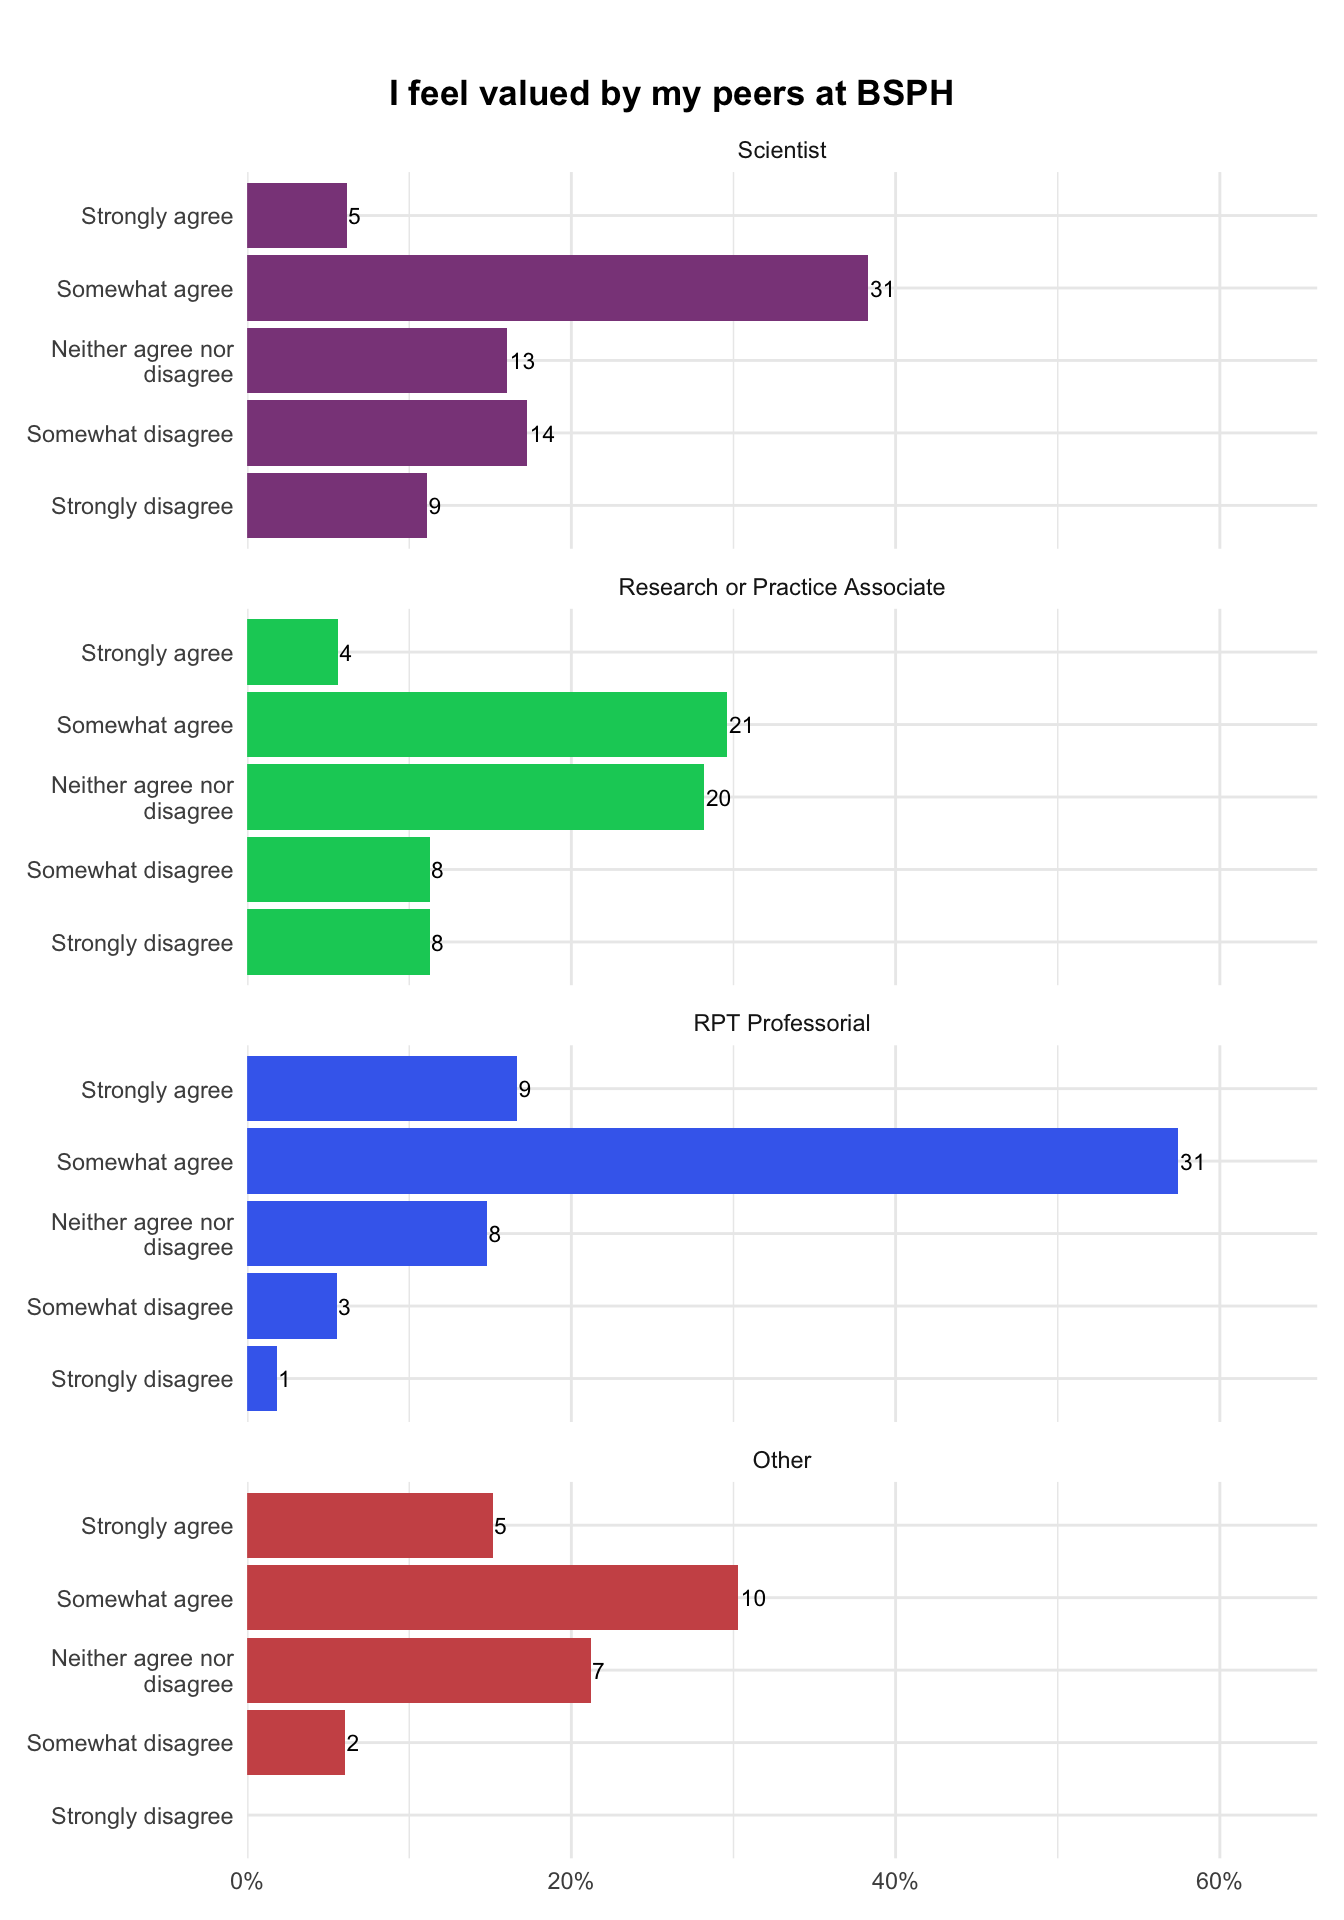 I feel valued by my peers at BSPH
Scientist
Strongly agree
5
Somewhat agree
31
Neither agree nor
disagree
13
Somewhat disagree
14
Strongly disagree
9
Research or Practice Associate
Strongly agree
4
Somewhat agree
21
Neither agree nor
disagree
20
Somewhat disagree
8
Strongly disagree
8
RPT Professorial
Strongly agree
9
Somewhat agree
31
Neither agree nor
disagree
8
Somewhat disagree
3
Strongly disagree
1
Other
Strongly agree
5
Somewhat agree
10
Neither agree nor
disagree
7
Somewhat disagree
2
Strongly disagree
0% 20% 40% 60%